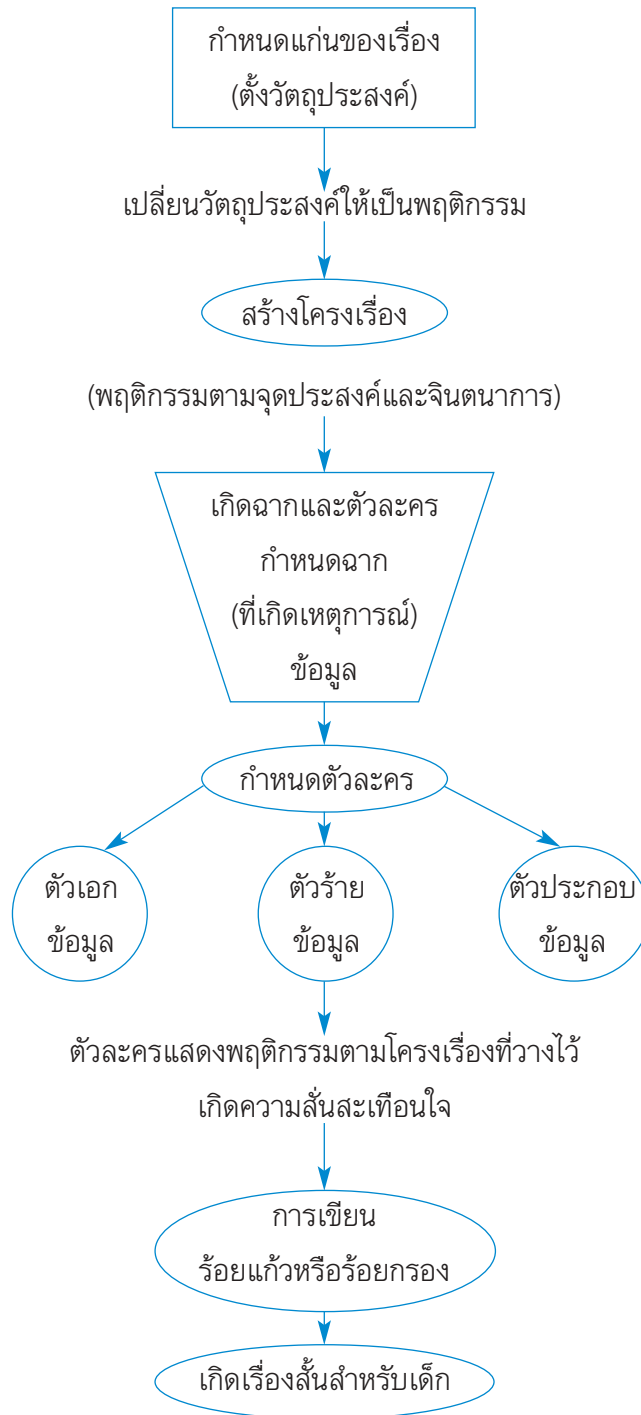 กำหนดแก่นของเรื่อง
(ตั้งวัตถุประสงค์)
เปลี่ยนวัตถุประสงค์ให้เป็นพฤติกรรม
สร้างโครงเรื่อง
(พฤติกรรมตามจุดประสงค์และจินตนาการ)
เกิดฉากและตัวละคร
กำหนดฉาก
(ที่เกิดเหตุการณ์)
ข้อมูล
กำหนดตัวละคร
ตัวเอก
ข้อมูล
ตัวร้าย
ข้อมูล
ตัวประกอบ
ข้อมูล
ตัวละครแสดงพฤติกรรมตามโครงเรื่องที่วางไว้
เกิดความสั่นสะเทือนใจ
การเขียน
ร้อยแก้วหรือร้อยกรอง
เกิดเรื่องสั้นสำหรับเด็ก